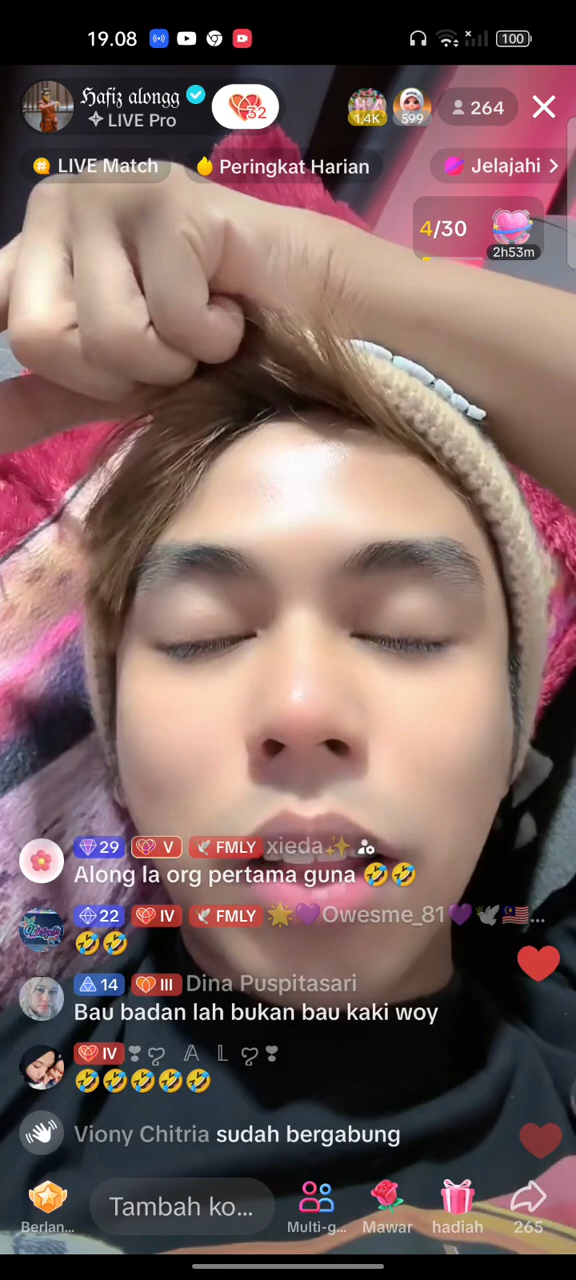 19.08
100
ℌ𝔞𝔣𝔦𝔷 𝔞𝔩𝔬𝔫𝔤𝔤
LIVE Pro
32
1,4K
599
264
LIVE Match
Peringkat Harian
Jelajahi
4/30
2h53m
29 V FMLY xieda✨
Along la org pertama guna 🤣🤣
22 IV FMLY 🌟💜Owesme_81💜🕊️🇲🇾...
🤣🤣
14 III Dina Puspitasari
Bau badan lah bukan bau kaki woy
IV ❣ღ 𝔸 𝕃 ღ❣
🤣🤣🤣🤣🤣
Viony Chitria sudah bergabung
Berlan...
Tambah ko...
Multi-g...
Mawar
hadiah
265